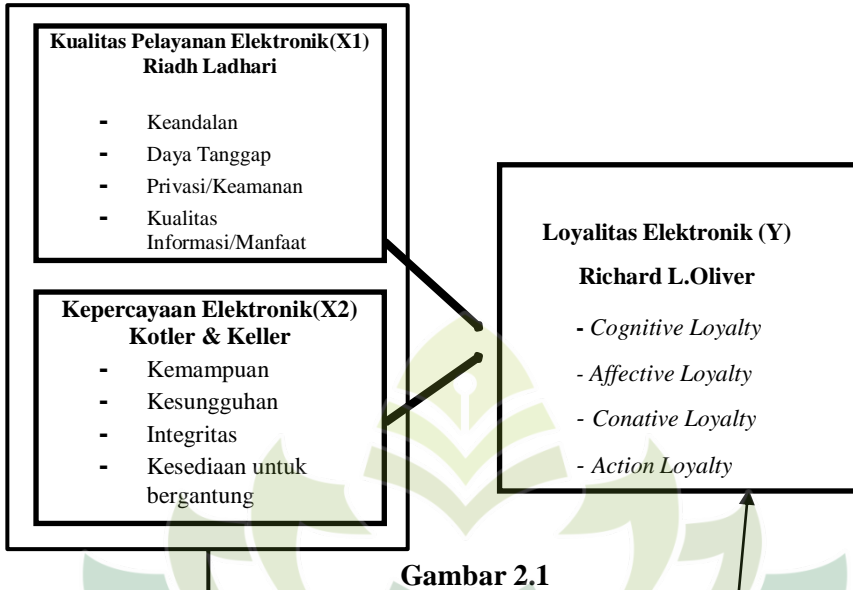 Kualitas Pelayanan Elektronik(X1)
Riadh Ladhari
- Keandalan
- Daya Tanggap
- Privasi/Keamanan
- Kualitas
Informasi/Manfaat
Kepercayaan Elektronik(X2)
Kotler & Keller
- Kemampuan
- Kesungguhan
- Integritas
- Kesediaan untuk
bergantung
Loyalitas Elektronik (Y)
Richard L.Oliver
- Cognitive Loyalty
- Affective Loyalty
- Conative Loyalty
- Action Loyalty
Gambar 2.1